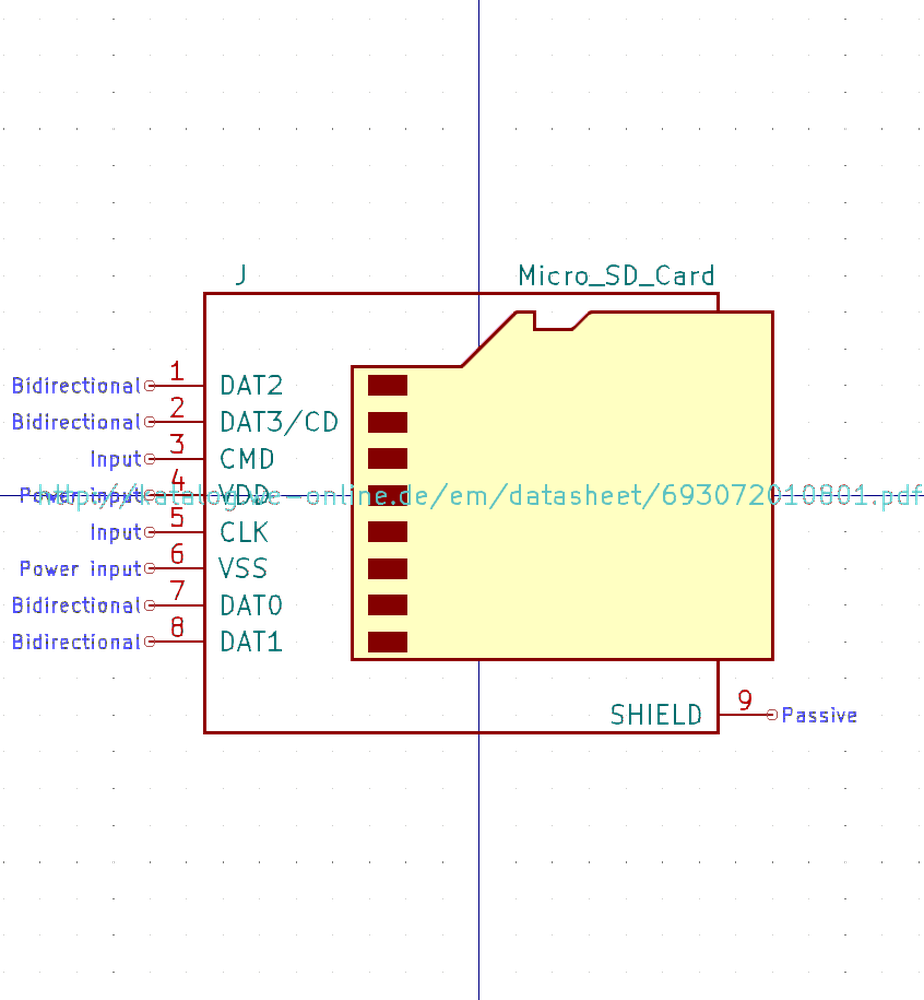 J Micro_SD_Card
Bidirectional 1 DAT2
Bidirectional 2 DAT3/CD
Input 3 CMD
Power input 4 VDD
http://katalog.we-online.de/em/datasheet/693072010801.pdf
Input 5 CLK
Power input 6 VSS
Bidirectional 7 DAT0
Bidirectional 8 DAT1
SHIELD 9 Passive